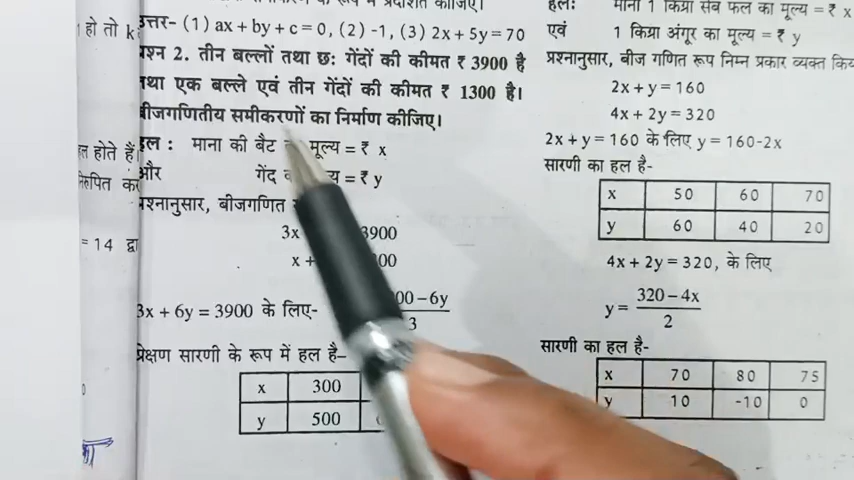 हो तो k
त होते हैं
= 14 द्वा
उत्तर- (1) ax + by + c = 0, (2) -1, (3) 2x + 5y = 70
प्रश्न 2. तीन बल्लों तथा छः गेंदों की कीमत ₹ 3900 है
तथा एक बल्ले एवं तीन गेंदों की कीमत ₹ 1300 है।
बीजगणितीय समीकरणों का निर्माण कीजिए।
हल : माना की बैट मूल्य = ₹ x
और गेंद = ₹ y
प्रश्नानुसार, बीजगणित
3x 3900
x +
3x + 6y = 3900 के लिए-
00 – 6y
3
प्रेक्षण सारणी के रूप में हल है–
x 300
y 500
हल: माना 1 किग्रा सेब फल का मूल्य = ₹ x
एवं 1 किग्रा अंगूर का मूल्य = ₹ y
प्रश्नानुसार, बीज गणित रूप निम्न प्रकार व्यक्त
2x + y = 160
4x + 2y = 320
2x + y = 160 के लिए y = 160-2x
सारणी का हल है-
x 50 60 70
y 60 40 20
4x + 2y = 320, के लिए
y = 320 – 4x
2
सारणी का हल है-
x 70 80 75
y 10 -10 0